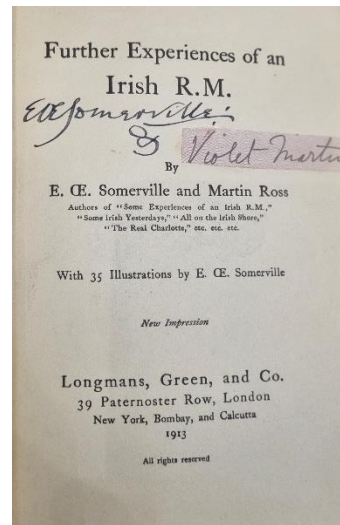 Further Experiences of an
Irish R.M.
E Œ Somerville
&
Violet Martin
By
E. Œ. Somerville and Martin Ross
Authors of "Some Experiences of an Irish R.M.,"
"Some Irish Yesterdays," "All on the Irish Shore,"
"The Real Charlotte," etc. etc. etc.
With 35 Illustrations by E. Œ. Somerville
New Impression
Longmans, Green, and Co.
39 Paternoster Row, London
New York, Bombay, and Calcutta
1913
All rights reserved